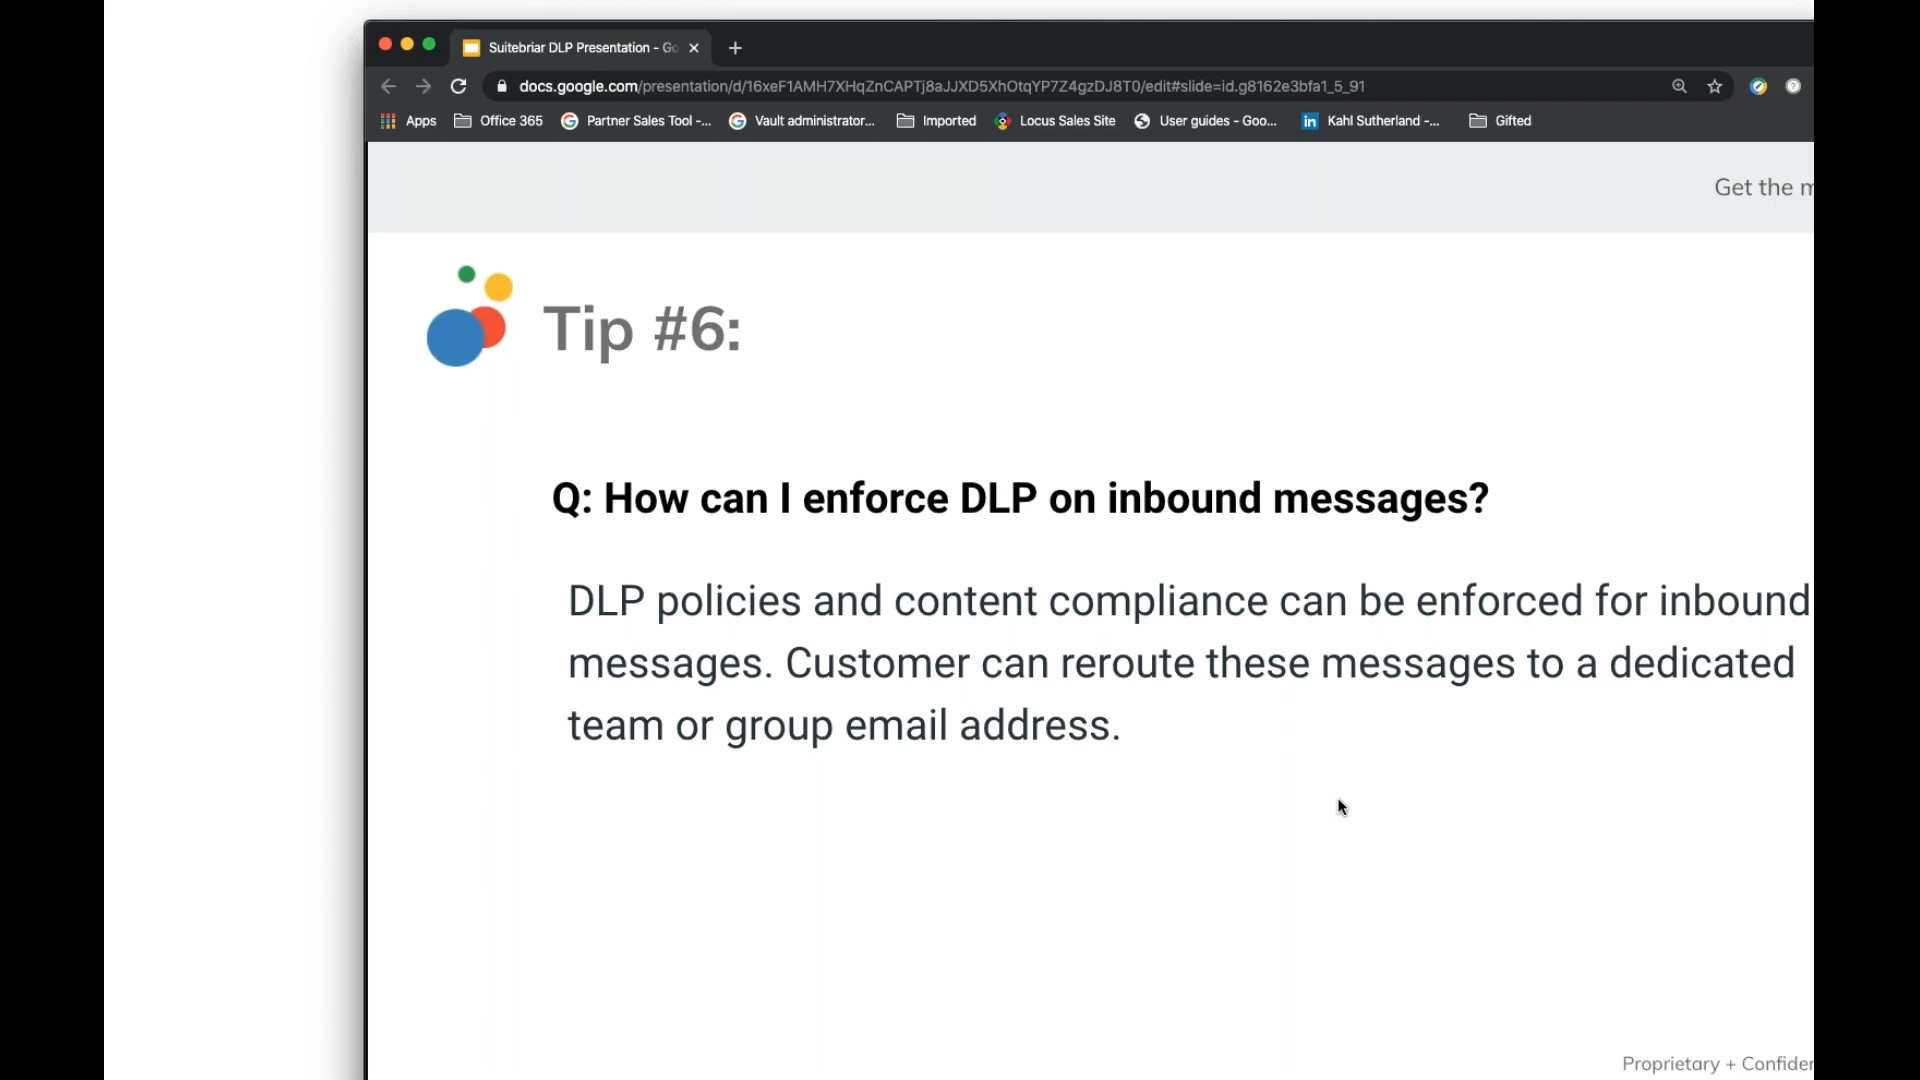 Suitebriar DLP Presentation - Go
docs.google.com/presentation/d/16xeF1AMH7XHqZnCAPTj8aJJXD5XhOtqYP7Z4gzDJ8T0/edit#slide=id.g8162e3bfa1_5_91
Apps Office 365 Partner Sales Tool -... Vault administrator... Imported Locus Sales Site User guides - Goo... Kahl Sutherland -... Gifted
Get the m
Tip #6:
Q: How can I enforce DLP on inbound messages?
DLP policies and content compliance can be enforced for inbound
messages. Customer can reroute these messages to a dedicated
team or group email address.
Proprietary + Confiden